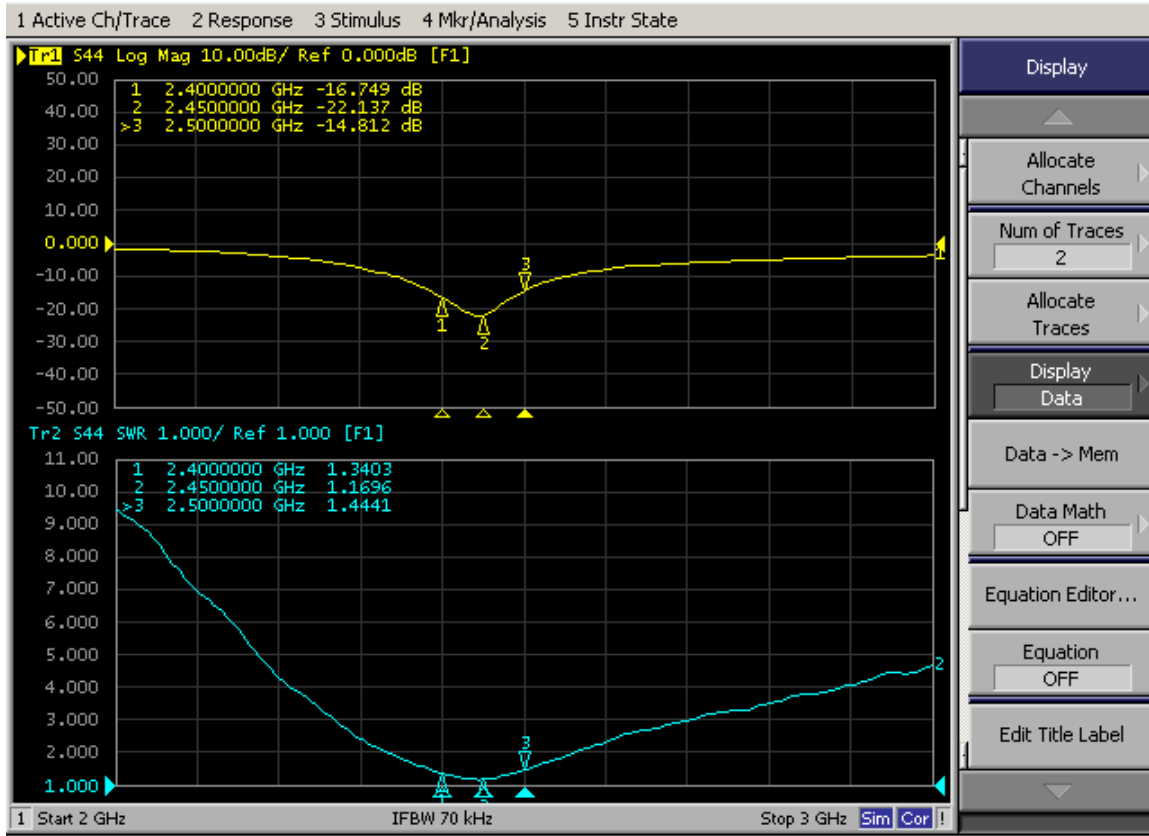 1 Active Ch/Trace 2 Response 3 Stimulus 4 Mkr/Analysis 5 Instr State
Tr1 S44 Log Mag 10.00dB/ Ref 0.000dB [F1]
50.00
1 2.4000000 GHz -16.749 dB
2 2.4500000 GHz -22.137 dB
>3 2.5000000 GHz -14.812 dB
40.00
30.00
20.00
10.00
0.000
-10.00
-20.00
-30.00
-40.00
-50.00
3
1
2
1
Tr2 S44 SWR 1.000/ Ref 1.000 [F1]
11.00
1 2.4000000 GHz 1.3403
2 2.4500000 GHz 1.1696
>3 2.5000000 GHz 1.4441
10.00
9.000
8.000
7.000
6.000
5.000
4.000
3.000
2.000
1.000
2
3
1 Start 2 GHz IFBW 70 kHz Stop 3 GHz Sim Cor !
Display
Allocate
Channels
Num of Traces
2
Allocate
Traces
Display
Data
Data -> Mem
Data Math
OFF
Equation Editor...
Equation
OFF
Edit Title Label